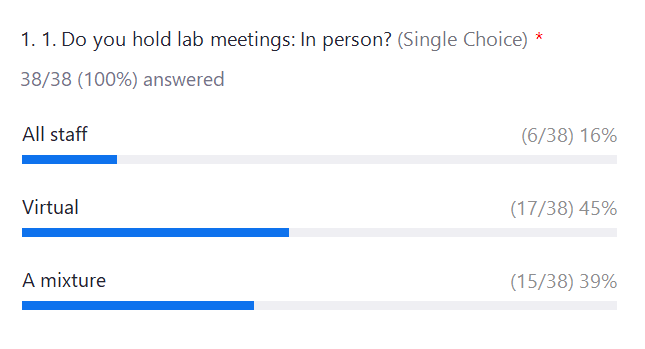 1. 1. Do you hold lab meetings: In person? (Single Choice) *
38/38 (100%) answered
All staff (6/38) 16%
Virtual (17/38) 45%
A mixture (15/38) 39%